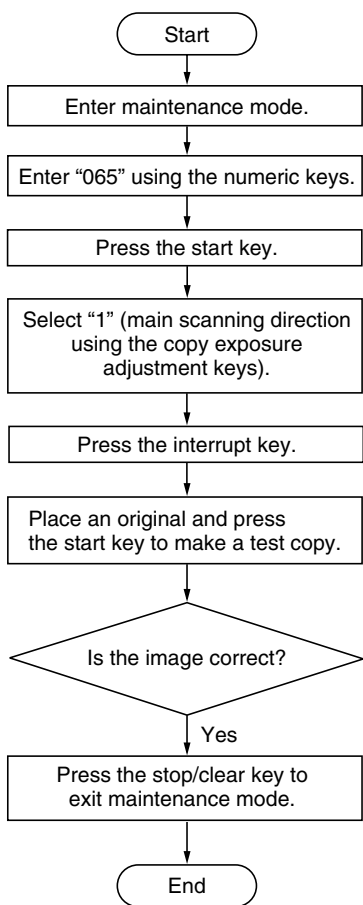 Start
Enter maintenance mode.
Enter “065” using the numeric keys.
Press the start key.
Select “1” (main scanning direction
using the copy exposure
adjustment keys).
Press the interrupt key.
Place an original and press
the start key to make a test copy.
Is the image correct?
Yes
Press the stop/clear key to
exit maintenance mode.
End